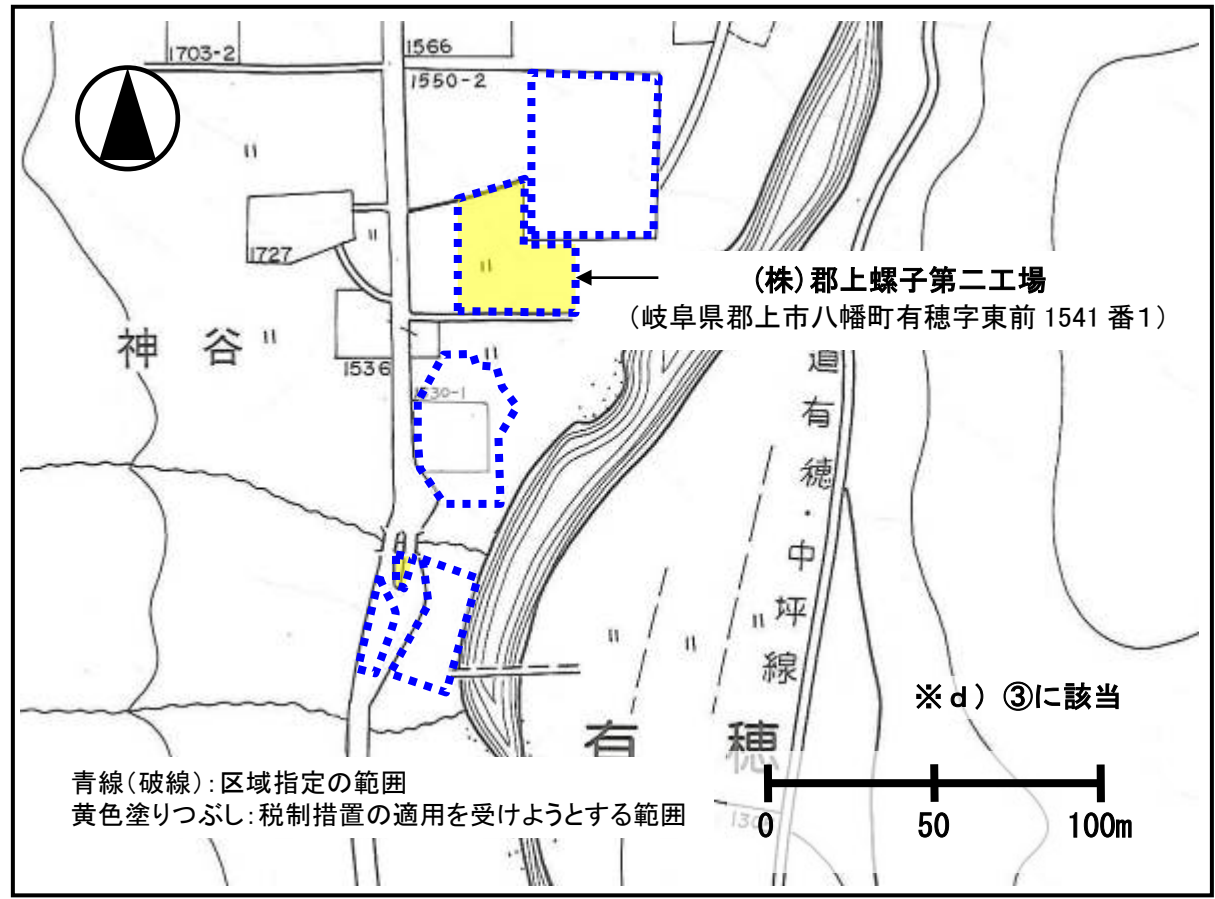 1703-2
1566
1550-2
1727
(株)郡上螺子第二工場
(岐阜県郡上市八幡町有穂字東前 1541 番1)
神谷
1536
1530-1
道有穂・中坪線
※d) ③に該当
有穂
青線(破線):区域指定の範囲
黄色塗りつぶし:税制措置の適用を受けようとする範囲
0 50 100m